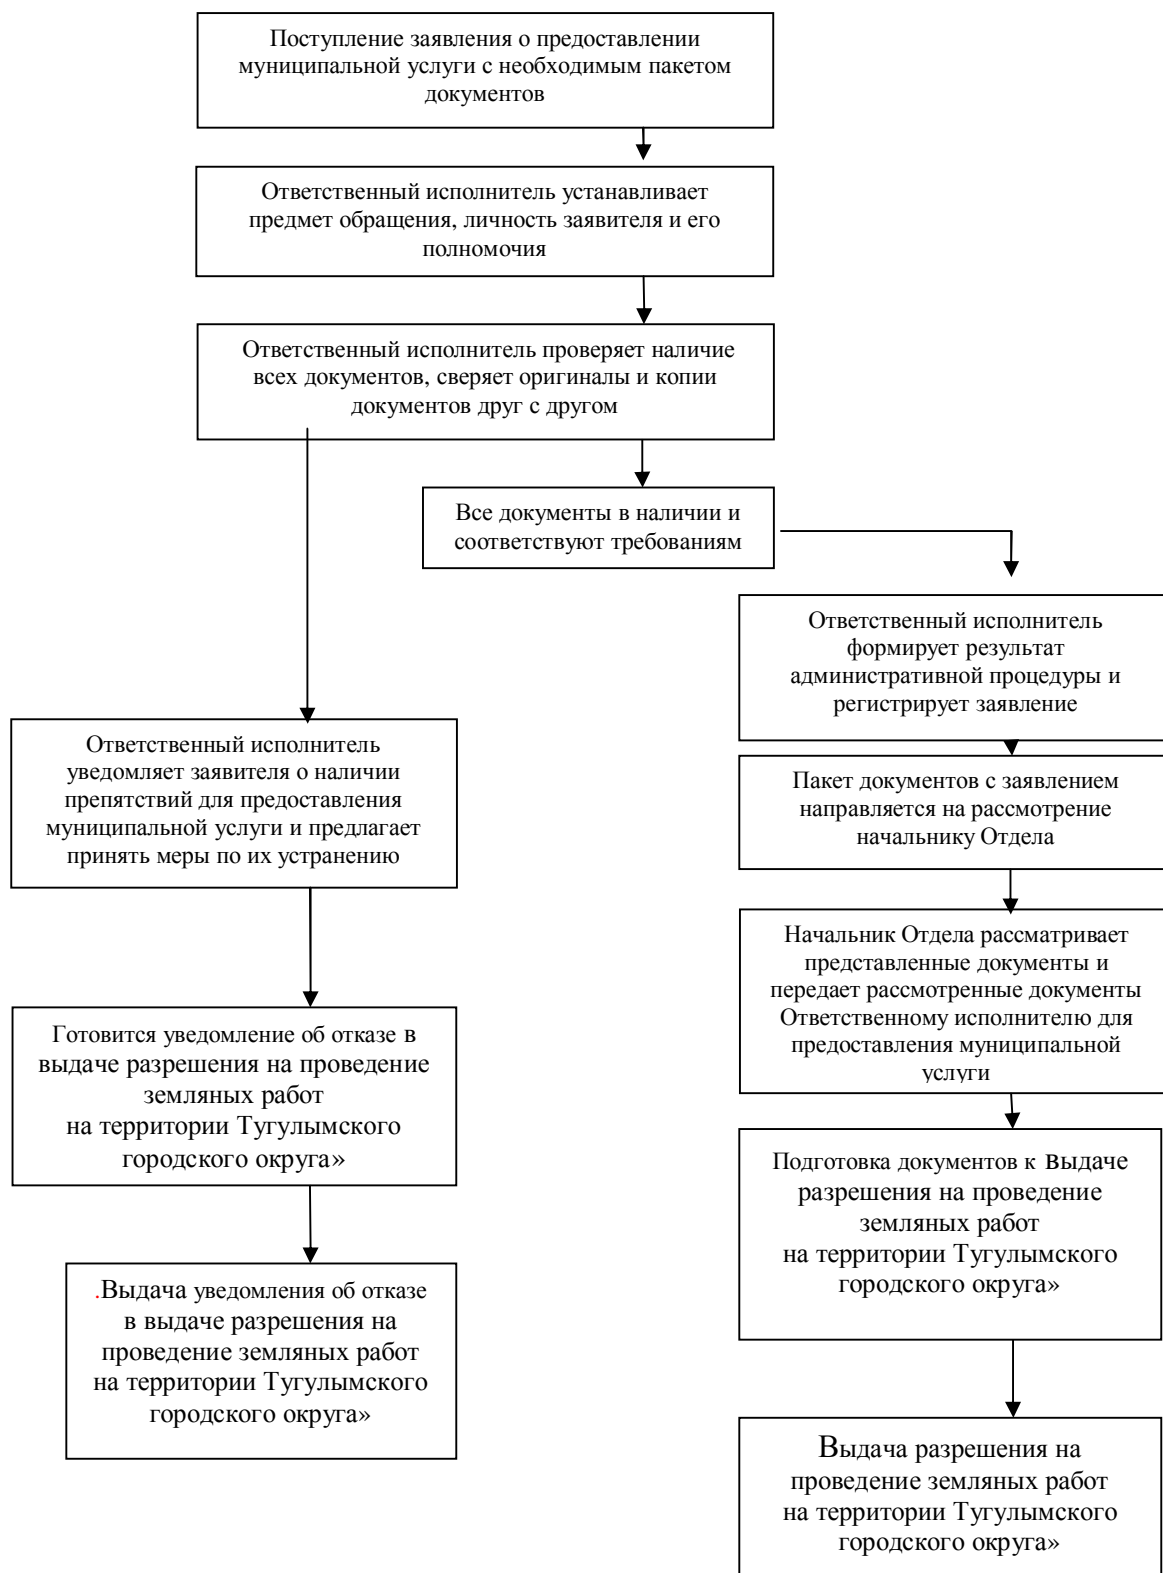 Поступление заявления о предоставлении
муниципальной услуги с необходимым пакетом
документов
Ответственный исполнитель устанавливает
предмет обращения, личность заявителя и его
полномочия
Ответственный исполнитель проверяет наличие
всех документов, сверяет оригиналы и копии
документов друг с другом
Все документы в наличии и
соответствуют требованиям
Ответственный исполнитель
формирует результат
административной процедуры и
регистрирует заявление
Ответственный исполнитель
уведомляет заявителя о наличии
препятствий для предоставления
муниципальной услуги и предлагает
принять меры по их устранению
Пакет документов с заявлением
направляется на рассмотрение
начальнику Отдела
Начальник Отдела рассматривает
представленные документы и
передает рассмотренные документы
Ответственному исполнителю для
предоставления муниципальной
услуги
Готовится уведомление об отказе в
выдаче разрешения на проведение
земляных работ
на территории Тугулымского
городского округа»
Подготовка документов к выдаче
разрешения на проведение
земляных работ
на территории Тугулымского
городского округа»
.Выдача уведомления об отказе
в выдаче разрешения на
проведение земляных работ
на территории Тугулымского
городского округа»
Выдача разрешения на
проведение земляных работ
на территории Тугулымского
городского округа»